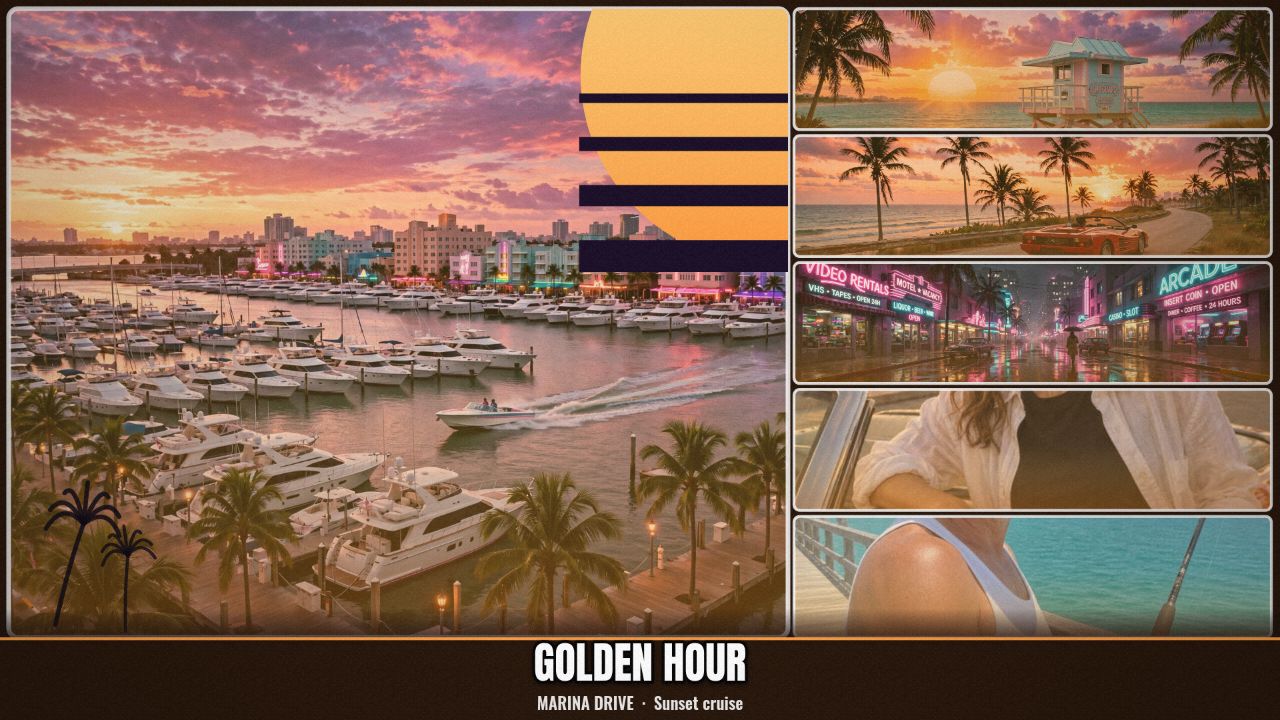 VIDEO RENTALS
VHS • TAPES • OPEN 24H
MOTEL • VACANCY
LIQUOR • BEER • WINE
OPEN
ARCADE
INSERT COIN • OPEN
DINER • COFFEE • 24 HOURS
CASINO • SLOT
GOLDEN HOUR
MARINA DRIVE · Sunset cruise